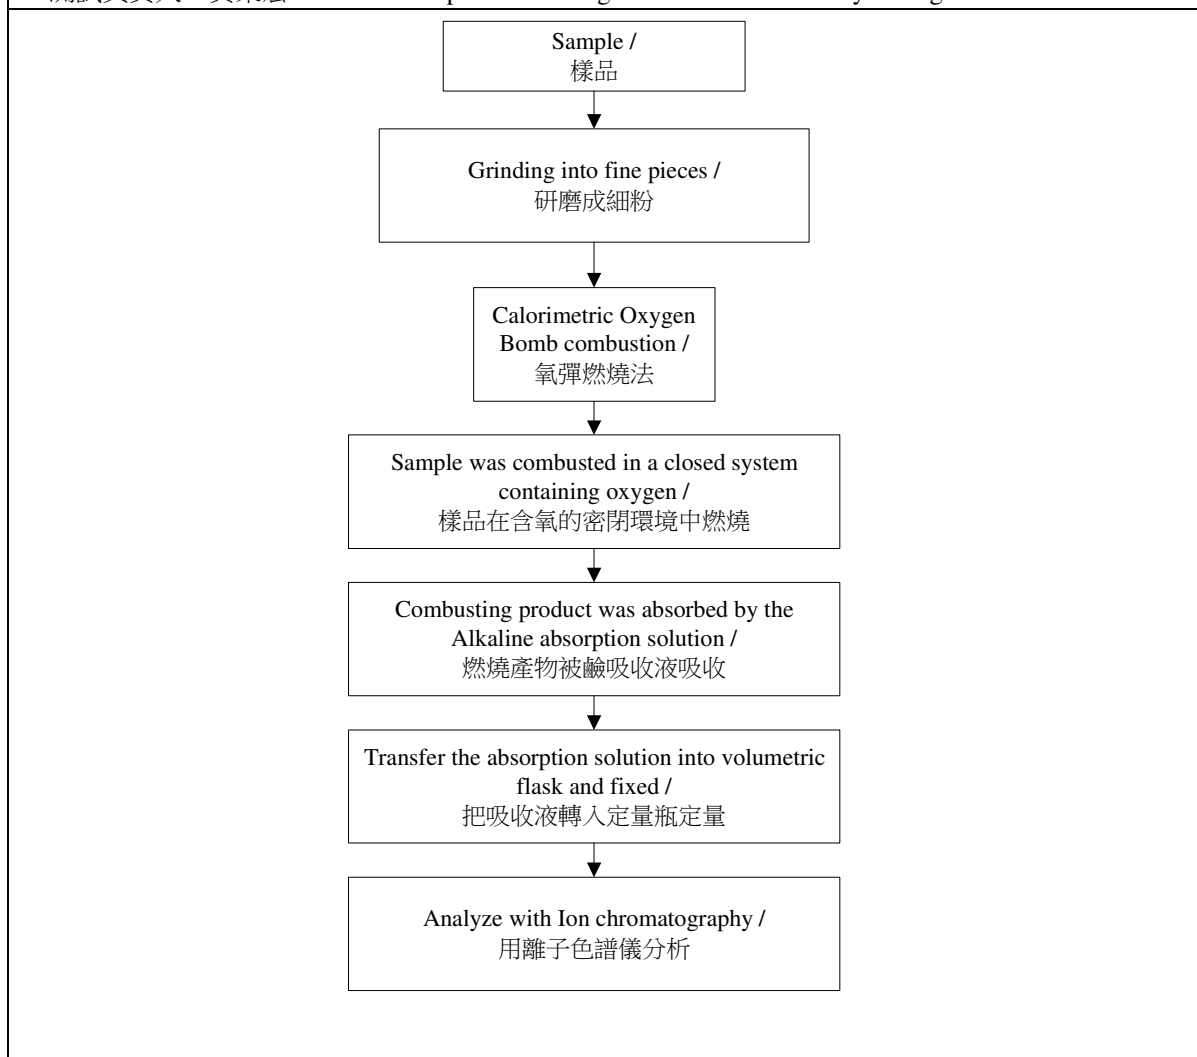 Sample /
樣品
Grinding into fine pieces /
研磨成細粉
Calorimetric Oxygen
Bomb combustion /
氧彈燃燒法
Sample was combusted in a closed system
containing oxygen /
樣品在含氧的密閉環境中燃燒
Combusting product was absorbed by the
Alkaline absorption solution /
燃燒產物被鹼吸收液吸收
Transfer the absorption solution into volumetric
flask and fixed /
把吸收液轉入定量瓶定量
Analyze with Ion chromatography /
用離子色譜儀分析